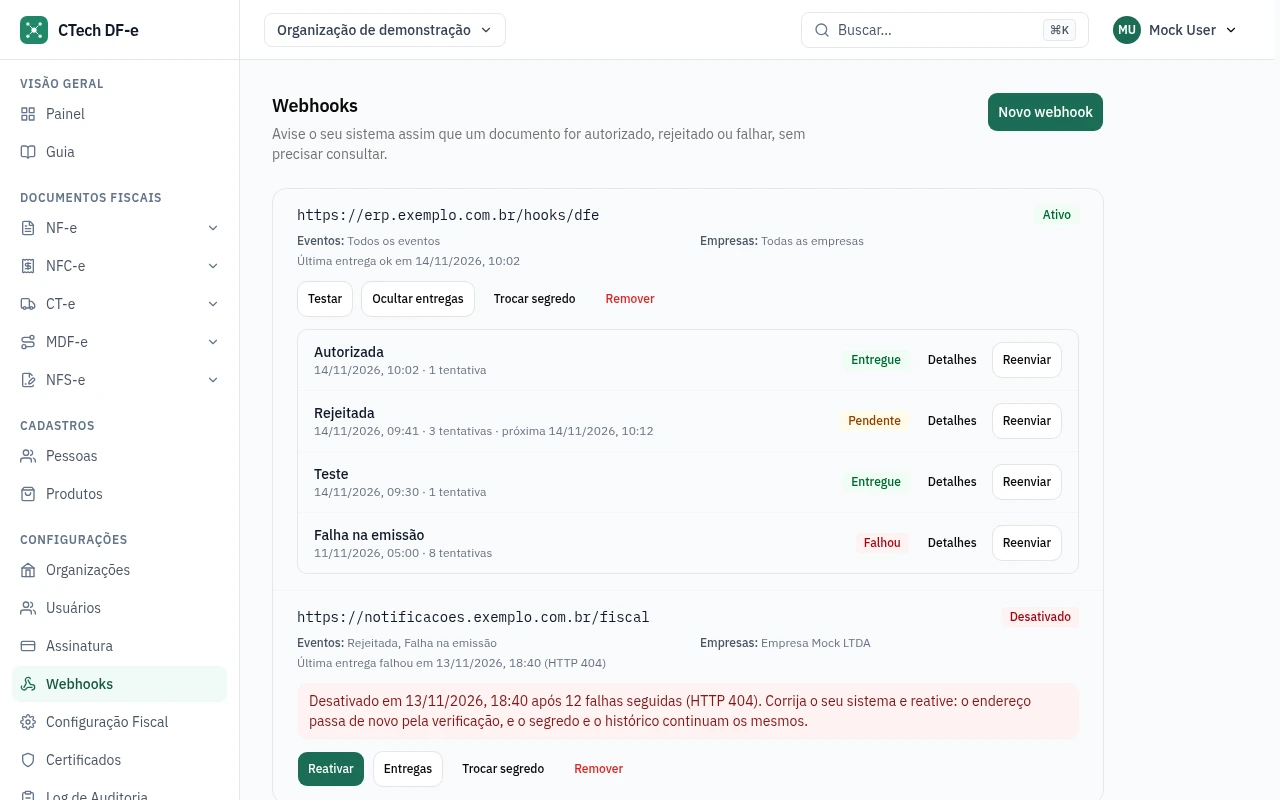 CTech DF-e
Organização de demonstração
Buscar...
⌘K
MU
Mock User
VISÃO GERAL
Painel
Guia
DOCUMENTOS FISCAIS
NF-e
NFC-e
CT-e
MDF-e
NFS-e
CADASTROS
Pessoas
Produtos
CONFIGURAÇÕES
Organizações
Usuários
Assinatura
Webhooks
Configuração Fiscal
Certificados
Log de Auditoria
Webhooks
Avise o seu sistema assim que um documento for autorizado, rejeitado ou falhar, sem
precisar consultar.
Novo webhook
https://erp.exemplo.com.br/hooks/dfe
Ativo
Eventos: Todos os eventos
Empresas: Todas as empresas
Última entrega ok em 14/11/2026, 10:02
Testar
Ocultar entregas
Trocar segredo
Remover
Autorizada
14/11/2026, 10:02 · 1 tentativa
Entregue
Detalhes
Reenviar
Rejeitada
14/11/2026, 09:41 · 3 tentativas · próxima 14/11/2026, 10:12
Pendente
Detalhes
Reenviar
Teste
14/11/2026, 09:30 · 1 tentativa
Entregue
Detalhes
Reenviar
Falha na emissão
11/11/2026, 05:00 · 8 tentativas
Falhou
Detalhes
Reenviar
https://notificacoes.exemplo.com.br/fiscal
Desativado
Eventos: Rejeitada, Falha na emissão
Empresas: Empresa Mock LTDA
Última entrega falhou em 13/11/2026, 18:40 (HTTP 404)
Desativado em 13/11/2026, 18:40 após 12 falhas seguidas (HTTP 404). Corrija o seu sistema e reative: o endereço
passa de novo pela verificação, e o segredo e o histórico continuam os mesmos.
Reativar
Entregas
Trocar segredo
Remover